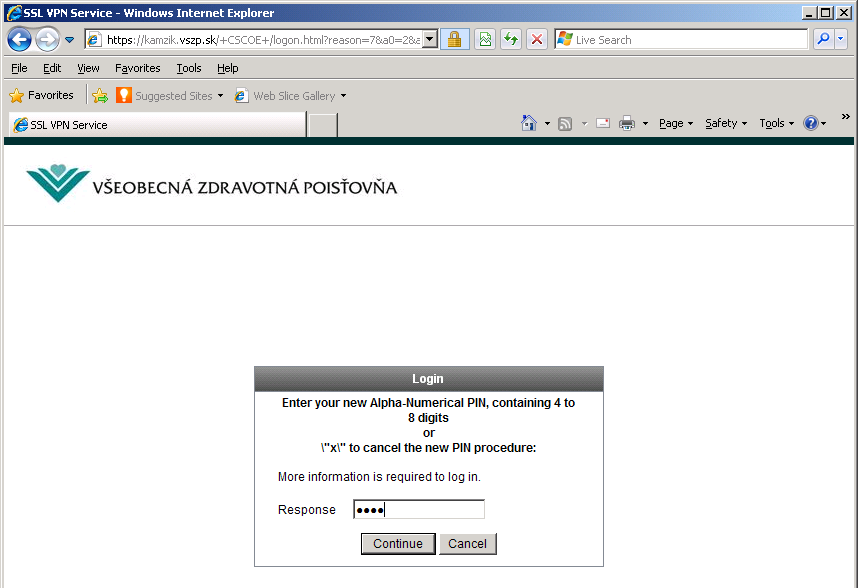 SSL VPN Service - Windows Internet Explorer
https://kamzik.vszp.sk/+CSCOE+/logon.html?reason=7&a0=2&a
Live Search
File Edit View Favorites Tools Help
Favorites Suggested Sites Web Slice Gallery
SSL VPN Service
Page Safety Tools »
VŠEOBECNÁ ZDRAVOTNÁ POISŤOVŇA
Login
Enter your new Alpha-Numerical PIN, containing 4 to
8 digits
or
\"x\" to cancel the new PIN procedure:
More information is required to log in.
Response ●●●●
Continue Cancel